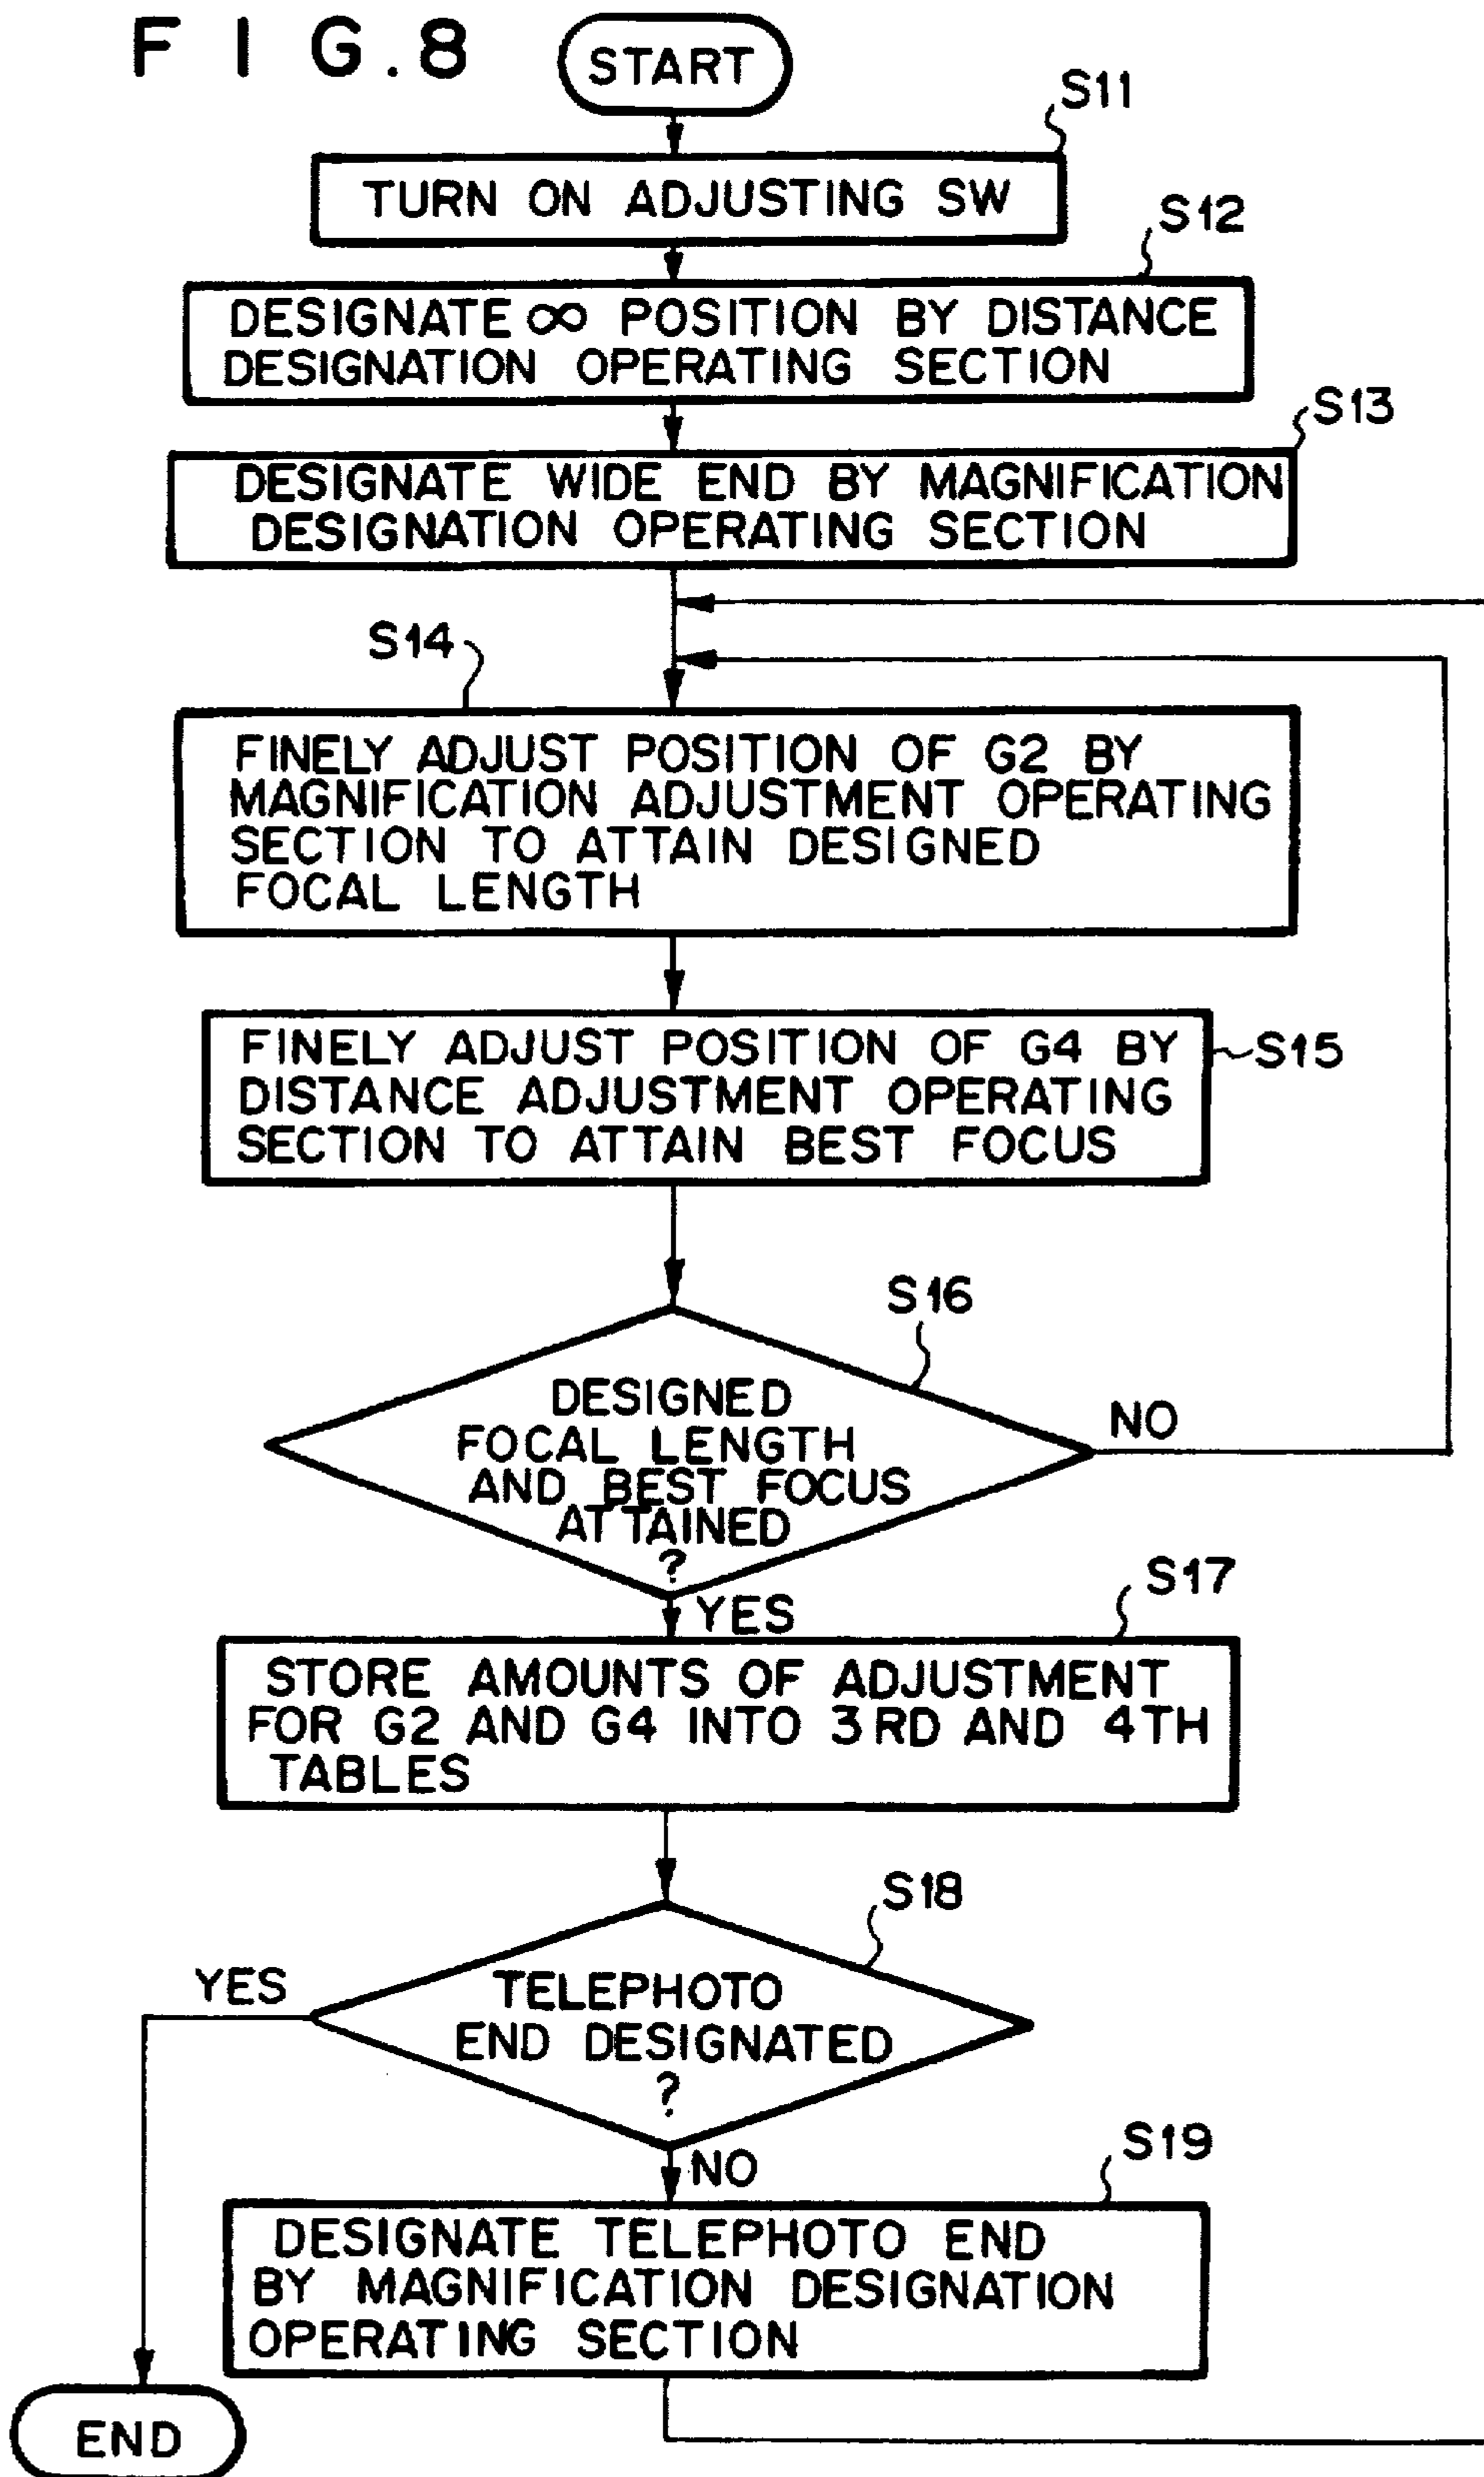 F I G. 8
START
S11
TURN ON ADJUSTING SW
S12
DESIGNATE ∞ POSITION BY DISTANCE
DESIGNATION OPERATING SECTION
S13
DESIGNATE WIDE END BY MAGNIFICATION
DESIGNATION OPERATING SECTION
S14
FINELY ADJUST POSITION OF G2 BY
MAGNIFICATION ADJUSTMENT OPERATING
SECTION TO ATTAIN DESIGNED
FOCAL LENGTH
FINELY ADJUST POSITION OF G4 BY
DISTANCE ADJUSTMENT OPERATING
SECTION TO ATTAIN BEST FOCUS
S15
S16
DESIGNED
FOCAL LENGTH
AND BEST FOCUS
ATTAINED
?
NO
YES
S17
STORE AMOUNTS OF ADJUSTMENT
FOR G2 AND G4 INTO 3RD AND 4TH
TABLES
S18
TELEPHOTO
END DESIGNATED
?
YES
NO
S19
DESIGNATE TELEPHOTO END
BY MAGNIFICATION DESIGNATION
OPERATING SECTION
END